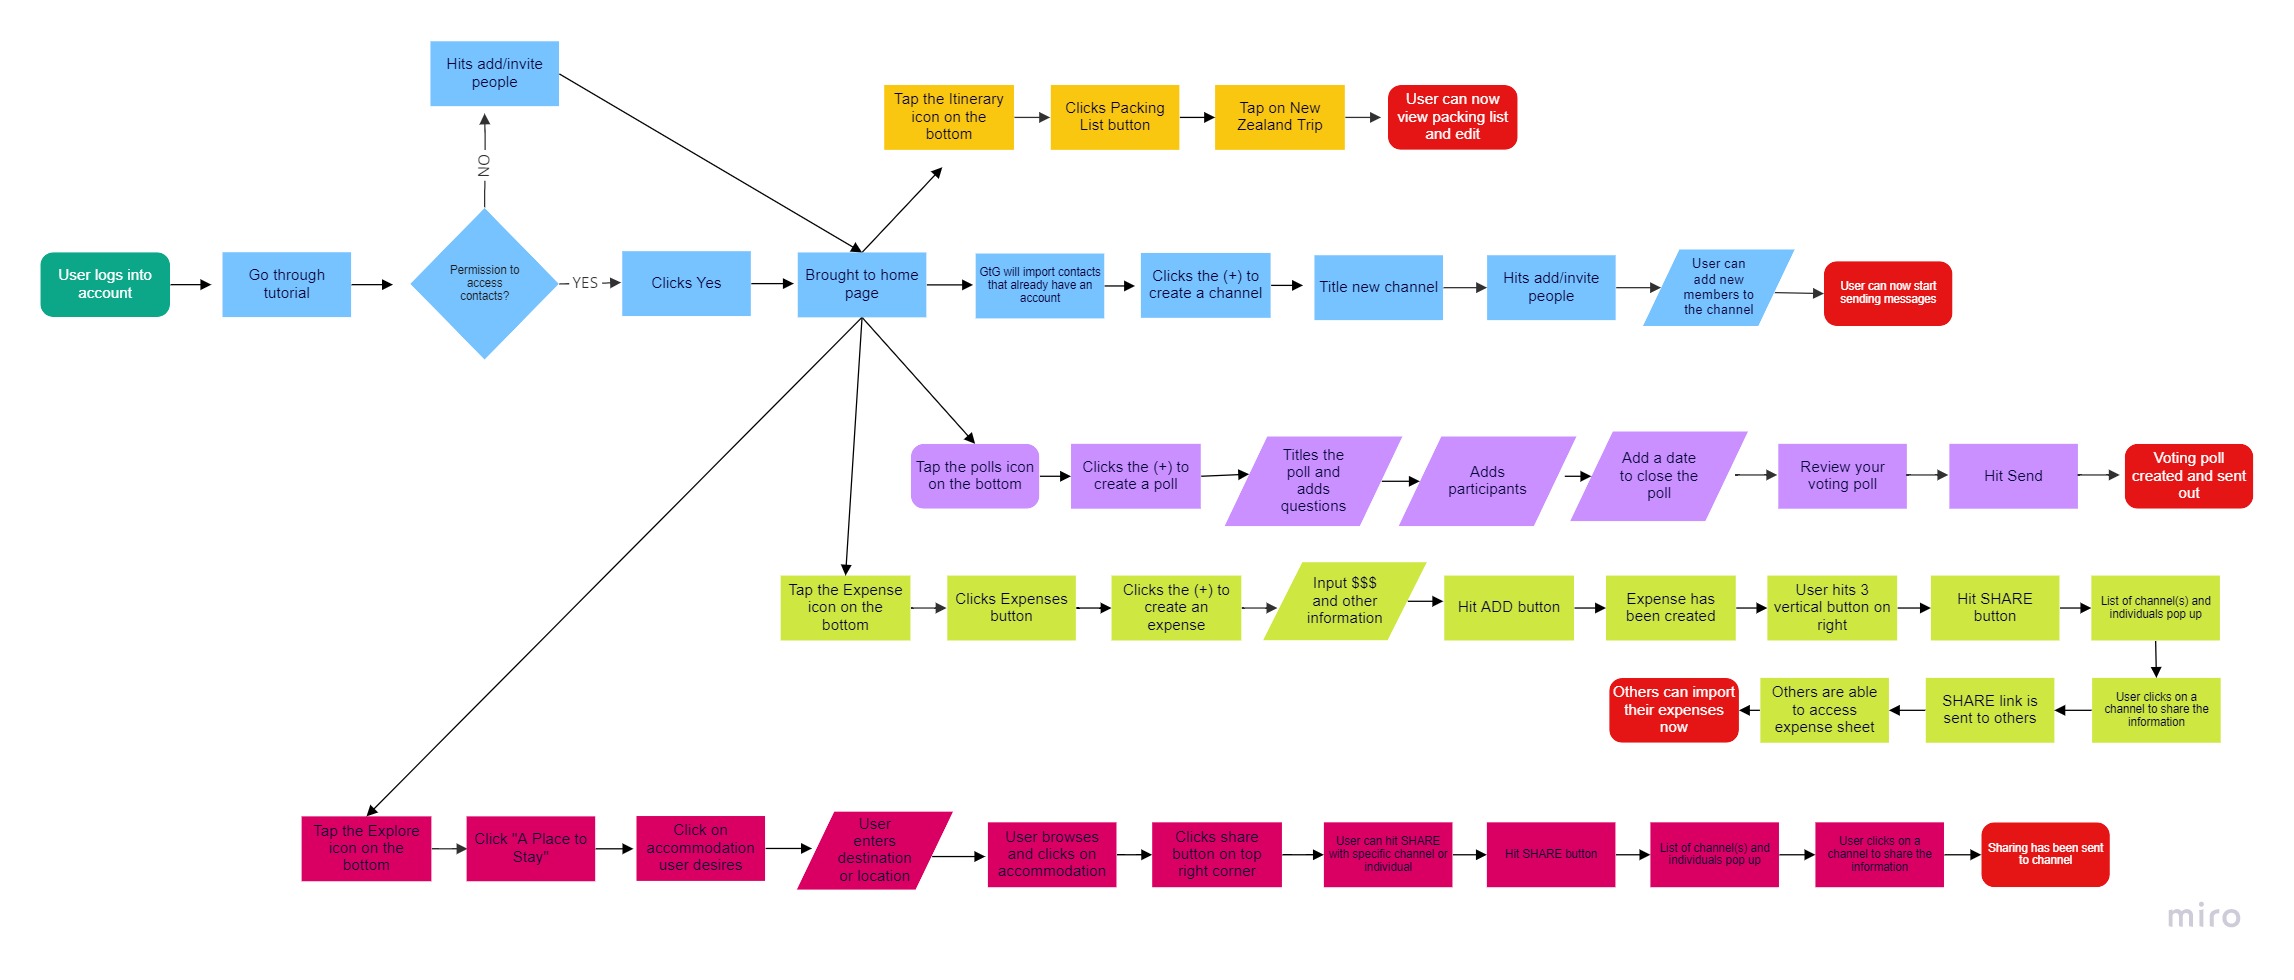 Hits add/invite
people
Tap the Itinerary
icon on the
bottom
Clicks Packing
List button
Tap on New
Zealand Trip
User can now
view packing list
and edit
NO
User logs into
account
Go through
tutorial
Permission to
access
contacts?
YES
Clicks Yes
Brought to home
page
GtG will import contacts
that already have an
account
Clicks the (+) to
create a channel
Title new channel
Hits add/invite
people
User can
add new
members to
the channel
User can now start
sending messages
Tap the polls icon
on the bottom
Clicks the (+) to
create a poll
Titles the
poll and
adds
questions
Adds
participants
Add a date
to close the
poll
Review your
voting poll
Hit Send
Voting poll
created and sent
out
Tap the Expense
icon on the
bottom
Clicks Expenses
button
Clicks the (+) to
create an
expense
Input $$$
and other
information
Hit ADD button
Expense has
been created
User hits 3
vertical button on
right
Hit SHARE
button
List of channel(s) and
individuals pop up
Others can import
their expenses
now
Others are able
to access
expense sheet
SHARE link is
sent to others
User clicks on a
channel to share the
information
Tap the Explore
icon on the
bottom
Click "A Place to
Stay"
Click on
accommodation
user desires
User
enters
destination
or location
User browses
and clicks on
accommodation
Clicks share
button on top
right corner
User can hit SHARE
with specific channel or
individual
Hit SHARE button
List of channel(s) and
individuals pop up
User clicks on a
channel to share the
information
Sharing has been sent
to channel
miro